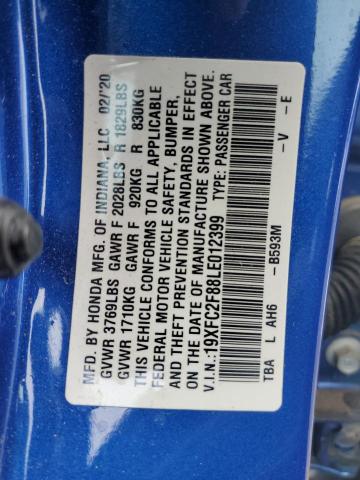 MFD. BY HONDA MFG. OF INDIANA, LLC 02/'20
GVWR 3769LBS GAWR F 2028LBS R 1829LBS
GVWR 1710KG GAWR F 920KG R 830KG
THIS VEHICLE CONFORMS TO ALL APPLICABLE
FEDERAL MOTOR VEHICLE SAFETY, BUMPER,
AND THEFT PREVENTION STANDARDS IN EFFECT
ON THE DATE OF MANUFACTURE SHOWN ABOVE.
V.I.N.:19XFC2F88LE012399 TYPE: PASSENGER CAR
TBA L AH6 -B593M -V -E